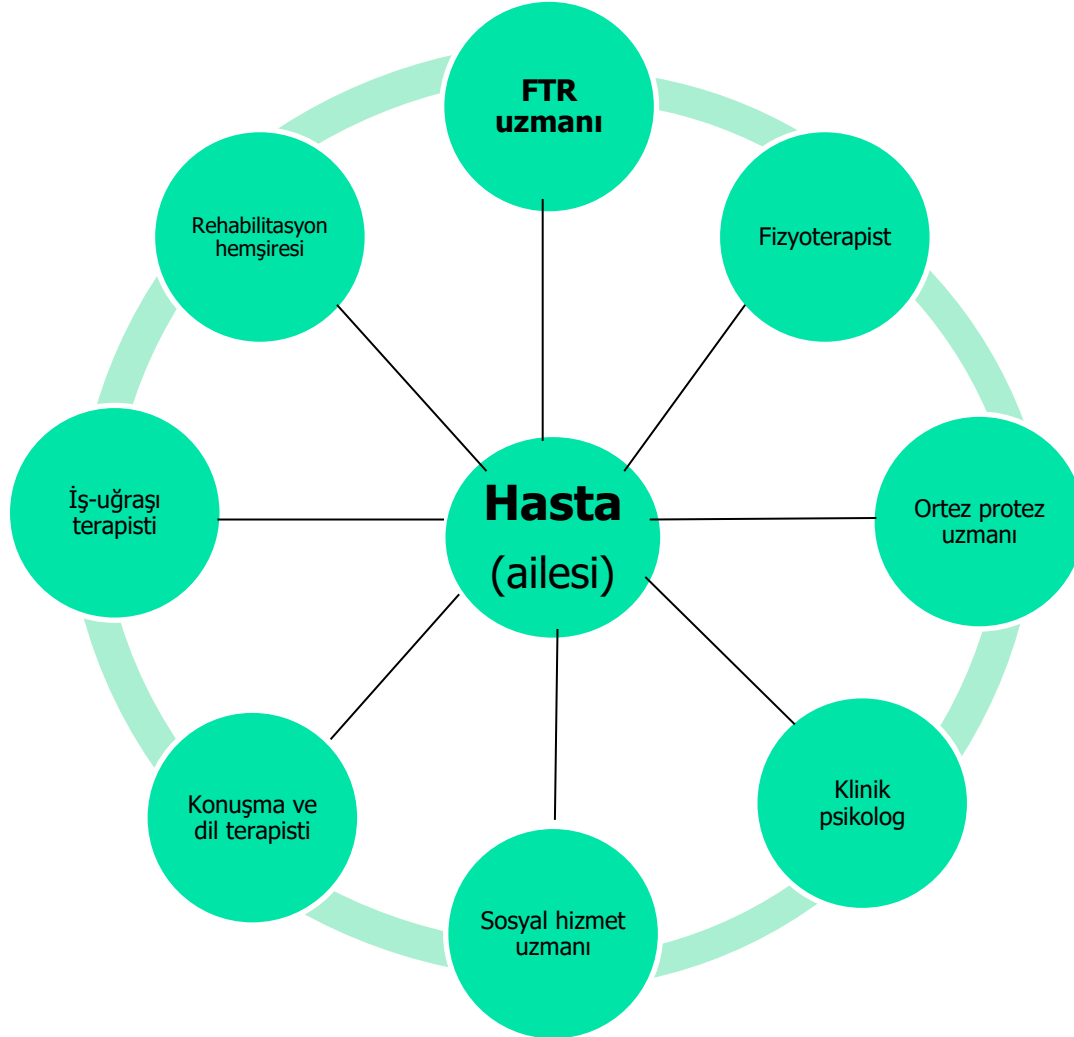 FTR
uzmanı
Fizyoterapist
Ortez protez
uzmanı
Klinik
psikolog
Sosyal hizmet
uzmanı
Konuşma ve
dil terapisti
İş-uğraşı
terapisti
Rehabilitasyon
hemşiresi
Hasta
(ailesi)